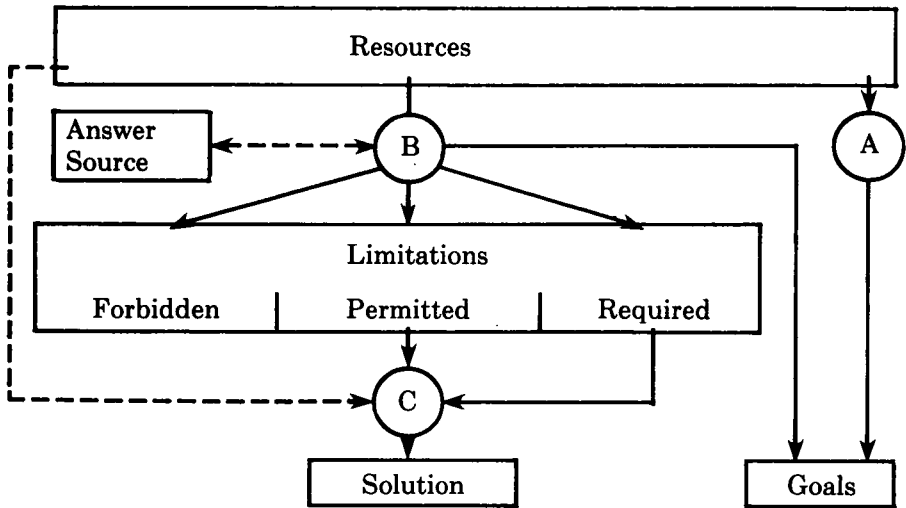 Resources
Answer
Source
B
A
Limitations
Forbidden
Permitted
Required
C
Solution
Goals